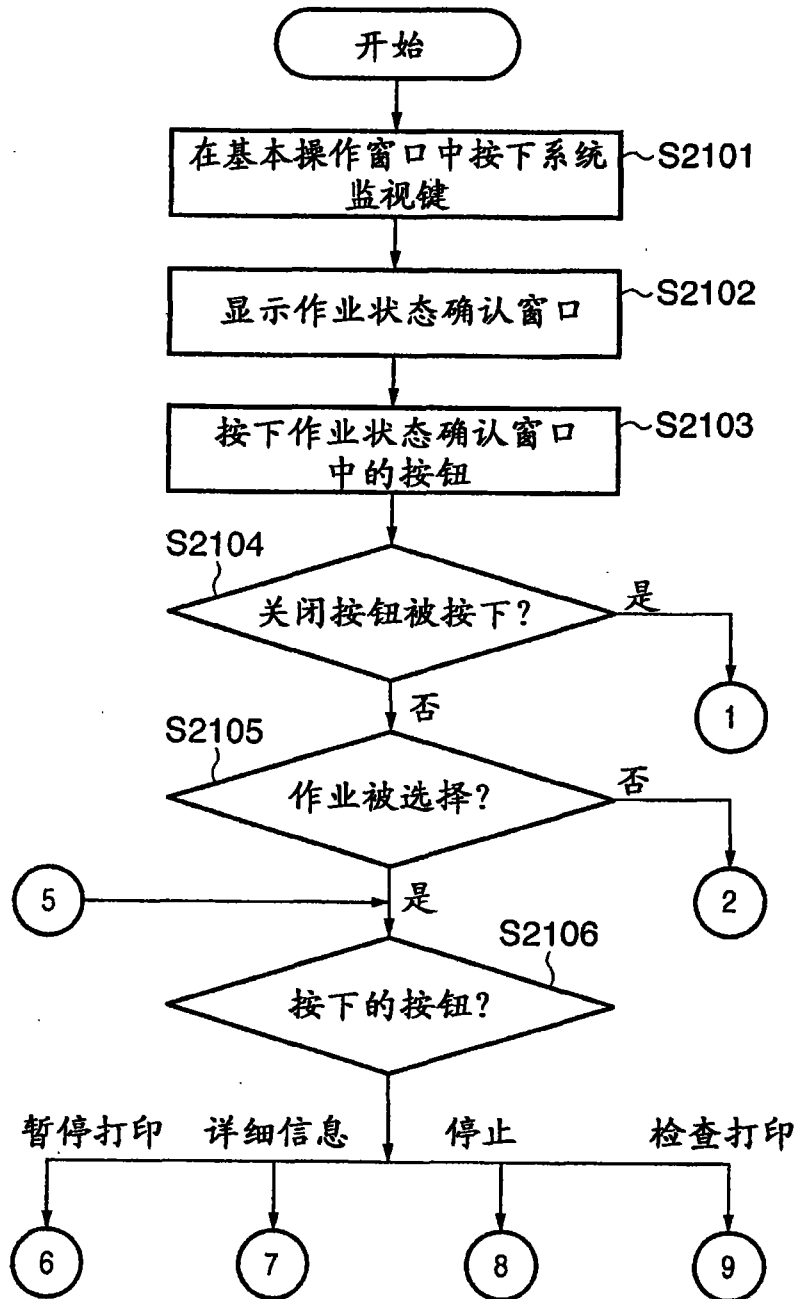 开始
在基本操作窗口中按下系统
监视键
S2101
显示作业状态确认窗口
S2102
按下作业状态确认窗口
中的按钮
S2103
S2104
关闭按钮被按下?
是
1
否
S2105
作业被选择?
否
2
5
是
S2106
按下的按钮?
暂停打印
详细信息
停止
检查打印
6
7
8
9